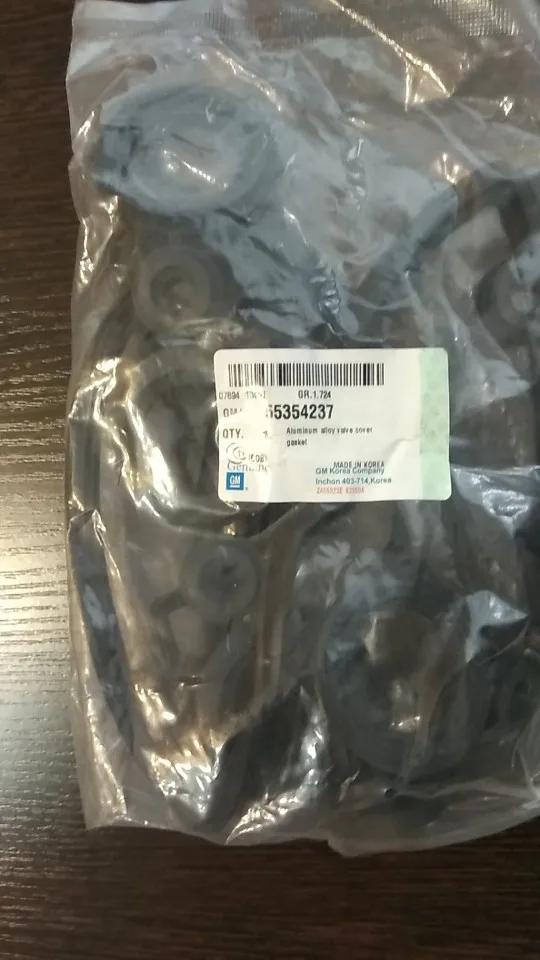 GR.1.724
55354237
QTY.
Aluminum alloy valve cover
gasket
MADE IN KOREA
GM Korea Company
Inchon 403-714,Korea
GM